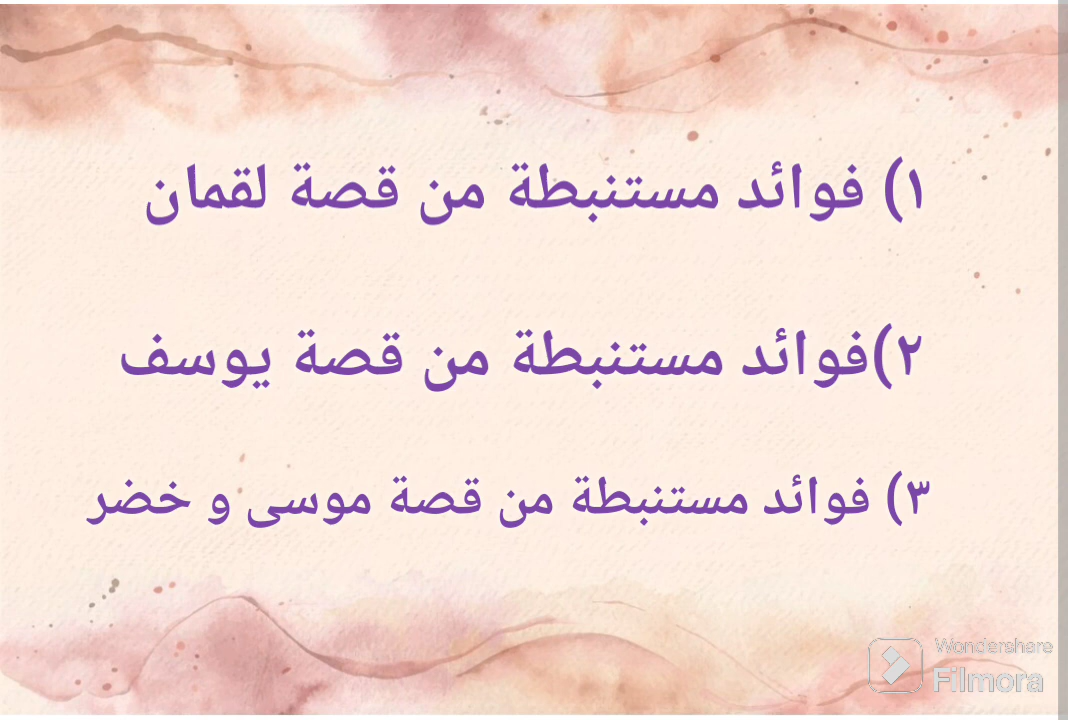 ١) فوائد مستنبطة من قصة لقمان
٢)فوائد مستنبطة من قصة يوسف
٣) فوائد مستنبطة من قصة موسى و خضر
Wondershare
Filmora